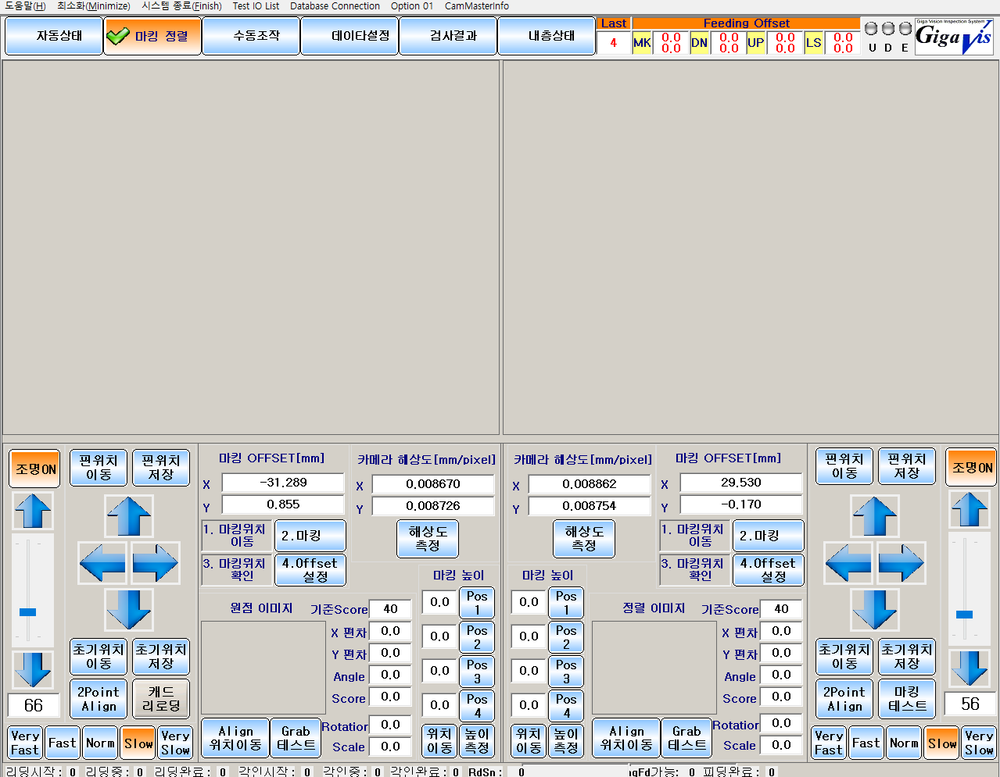 도움말(H) 최소화(Minimize) 시스템 종료(Finish) Test IO List Database Connection Option 01 CamMasterInfo
자동상태 마킹 정렬 수동조작 데이타설정 검사결과 내층상태
Last Feeding Offset
4 MK 0.0 0.0 DN 0.0 0.0 UP 0.0 0.0 LS 0.0 0.0
U D E
Giga Vision Inspection System
GigaVis
조명ON
핀위치 이동
핀위치 저장
초기위치 이동
초기위치 저장
2Point Align
캐드 리로딩
66
Very Fast
Fast
Norm
Slow
Very Slow
마킹 OFFSET[mm]
X -31.289
Y 0.855
1. 마킹위치 이동
2.마킹
3. 마킹위치 확인
4.Offset 설정
카메라 해상도[mm/pixel]
X 0.008670
Y 0.008726
해상도 측정
원점 이미지
기준Score 40
X 편차 0.0
Y 편차 0.0
Angle 0.0
Score 0.0
Rotatior 0.0
Scale 0.0
Align 위치이동
Grab 테스트
마킹 높이
0.0 Pos 1
0.0 Pos 2
0.0 Pos 3
0.0 Pos 4
위치 이동
높이 측정
카메라 해상도[mm/pixel]
X 0.008862
Y 0.008754
해상도 측정
마킹 높이
0.0 Pos 1
0.0 Pos 2
0.0 Pos 3
0.0 Pos 4
위치 이동
높이 측정
마킹 OFFSET[mm]
X 29.530
Y -0.170
1. 마킹위치 이동
2.마킹
3. 마킹위치 확인
4.Offset 설정
정렬 이미지
기준Score 40
X 편차 0.0
Y 편차 0.0
Angle 0.0
Score 0.0
Rotatior 0.0
Scale 0.0
Align 위치이동
Grab 테스트
핀위치 이동
핀위치 저장
조명ON
초기위치 이동
초기위치 저장
2Point Align
마킹 테스트
56
Very Fast
Fast
Norm
Slow
Very Slow
리딩시작: 0 리딩중: 0 리딩완료: 0 각인시작: 0 각인중: 0 각인완료: 0 RdSn: 0 ngFd가능: 0 피딩완료: 0